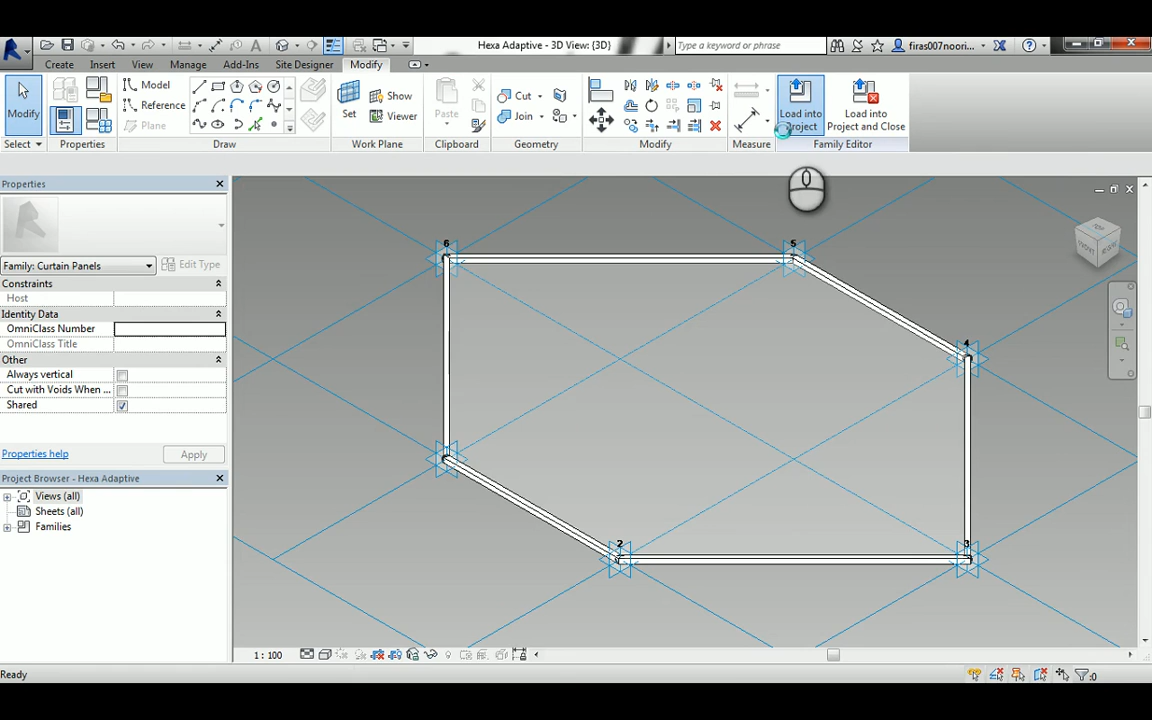 Hexa Adaptive - 3D View: {3D}
Type a keyword or phrase
firas007noori...
Create Insert View Manage Add-Ins Site Designer Modify
Modify
Model
Reference
Plane
Set
Show
Viewer
Paste
Cut
Join
Load into Project
Load into Project and Close
Select
Properties
Draw
Work Plane
Clipboard
Geometry
Modify
Measure
Family Editor
Properties
Family: Curtain Panels
Edit Type
Constraints
Host
Identity Data
OmniClass Number
OmniClass Title
Other
Always vertical
Cut with Voids When ...
Shared
Properties help
Apply
Project Browser - Hexa Adaptive
Views (all)
Sheets (all)
Families
6
5
4
2
3
1 : 100
Ready
:0